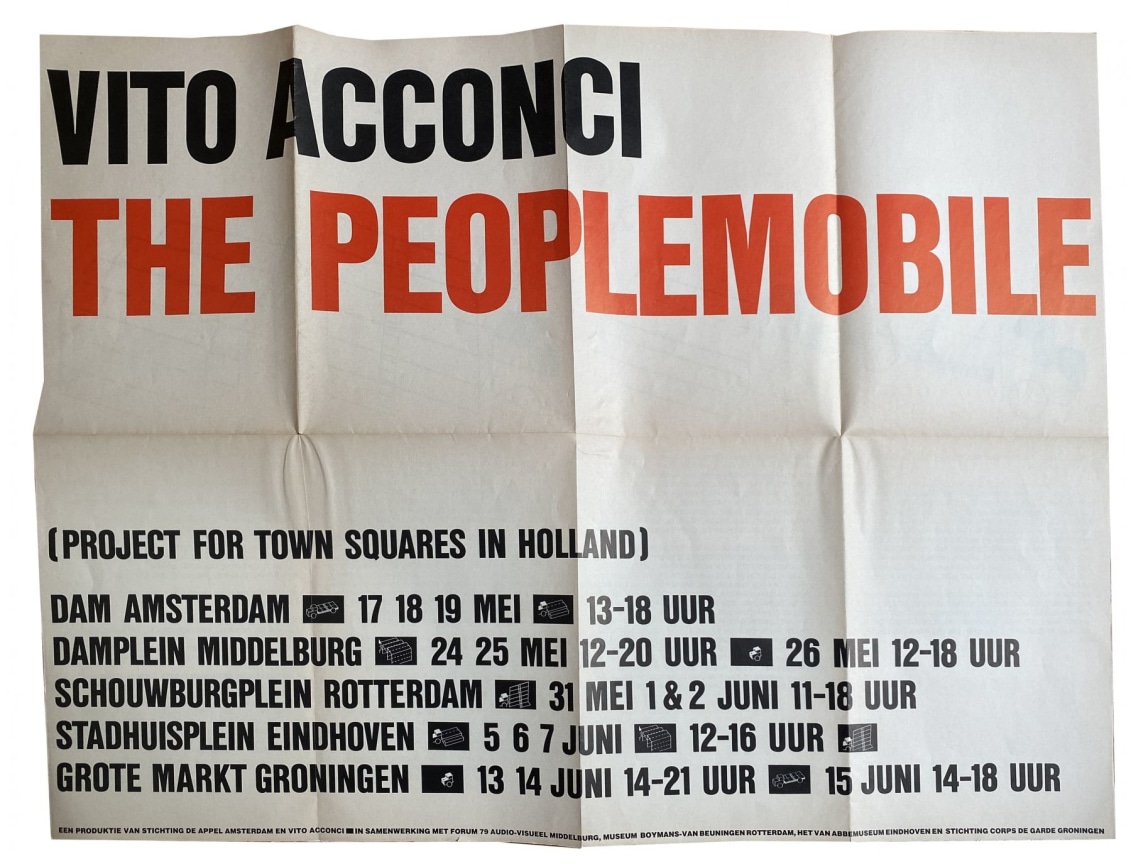 VITO ACCONCI
THE PEOPLEMOBILE
(PROJECT FOR TOWN SQUARES IN HOLLAND)
DAM AMSTERDAM 17 18 19 MEI 13-18 UUR
DAMPLEIN MIDDELBURG 24 25 MEI 12-20 UUR 26 MEI 12-18 UUR
SCHOUWBURGPLEIN ROTTERDAM 31 MEI 1 & 2 JUNI 11-18 UUR
STADHUISPLEIN EINDHOVEN 5 6 7 JUNI 12-16 UUR
GROTE MARKT GRONINGEN 13 14 JUNI 14-21 UUR 15 JUNI 14-18 UUR
EEN PRODUKTIE VAN STICHTING DE APPEL AMSTERDAM EN VITO ACCONCI IN SAMENWERKING MET FORUM 79 AUDIO-VISUEEL MIDDELBURG, MUSEUM BOYMANS-VAN BEUNINGEN ROTTERDAM, HET VAN ABBEMUSEUM EINDHOVEN EN STICHTING CORPS DE GARDE GRONINGEN